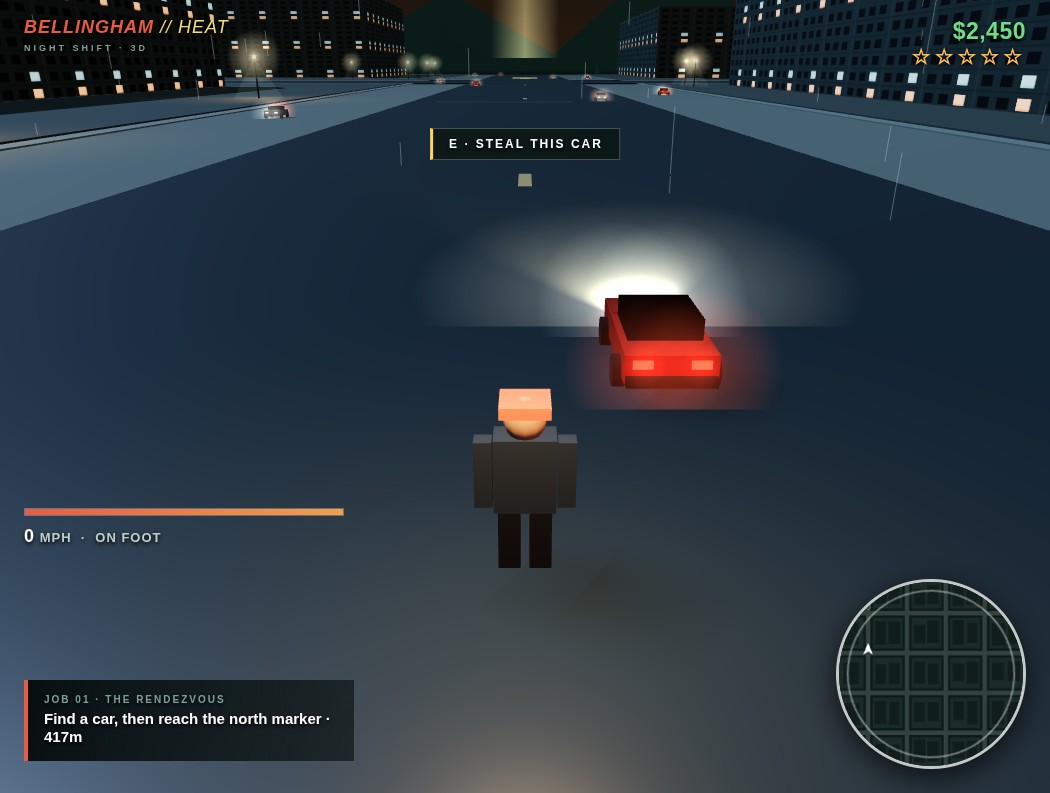 BELLINGHAM // HEAT
NIGHT SHIFT · 3D
$2,450
☆☆☆☆☆
E · STEAL THIS CAR
0 MPH · ON FOOT
JOB 01 · THE RENDEZVOUS
Find a car, then reach the north marker ·
417m